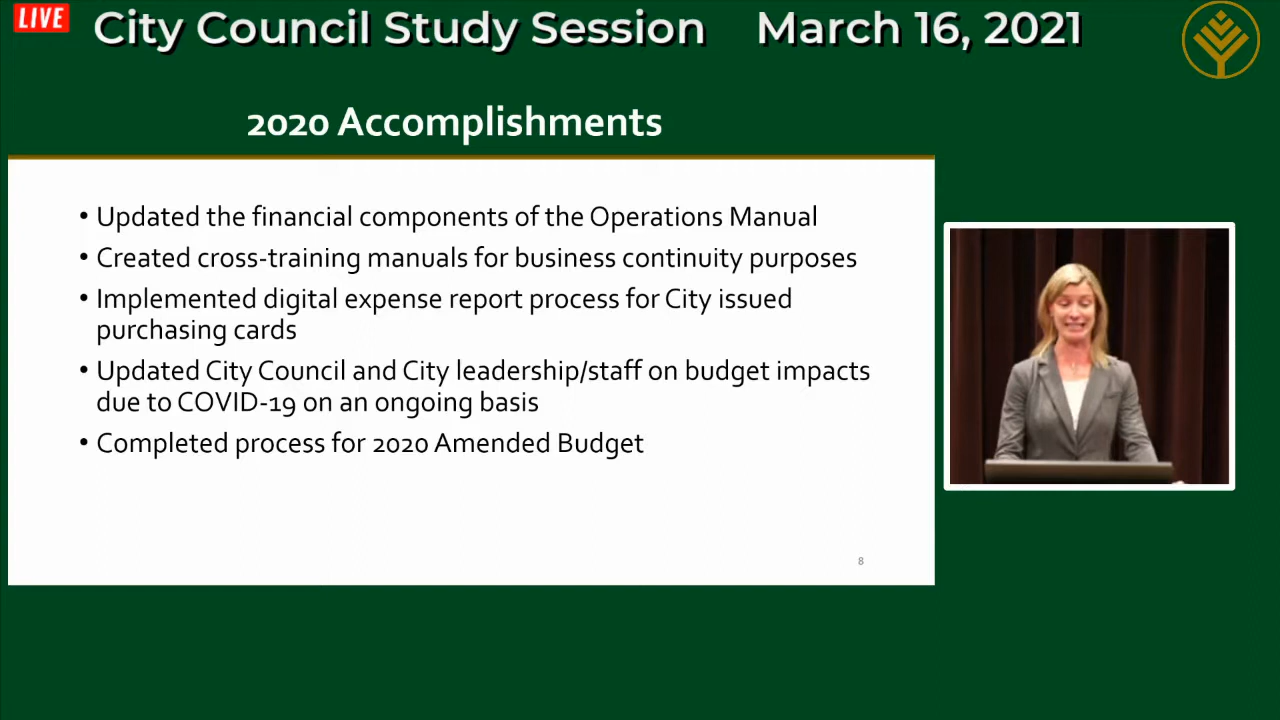 LIVE
City Council Study Session March 16, 2021
2020 Accomplishments
• Updated the financial components of the Operations Manual
• Created cross-training manuals for business continuity purposes
• Implemented digital expense report process for City issued
purchasing cards
• Updated City Council and City leadership/staff on budget impacts
due to COVID-19 on an ongoing basis
• Completed process for 2020 Amended Budget
8